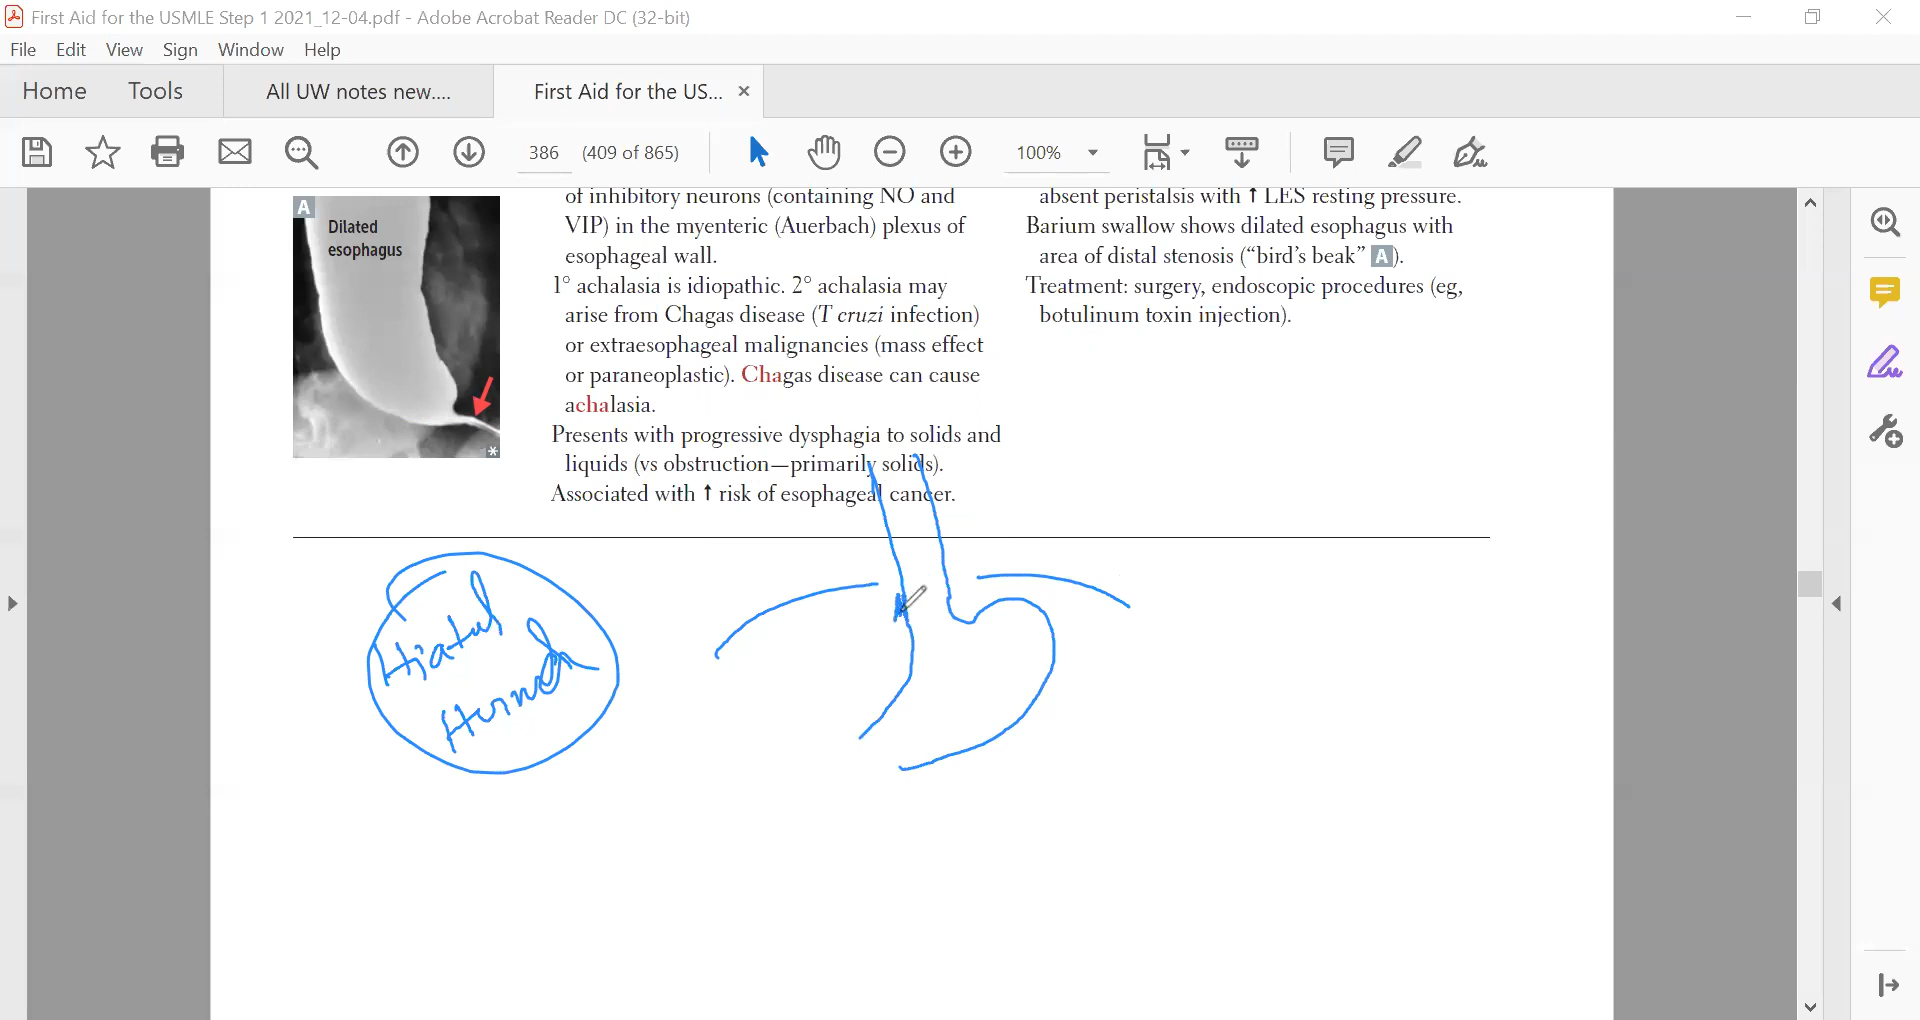 First Aid for the USMLE Step 1 2021_12-04.pdf - Adobe Acrobat Reader DC (32-bit)
File Edit View Sign Window Help
Home Tools All UW notes new.... First Aid for the US... ×
386 (409 of 865) 100%
A
Dilated
esophagus
of inhibitory neurons (containing NO and
VIP) in the myenteric (Auerbach) plexus of
esophageal wall.
1° achalasia is idiopathic. 2° achalasia may
arise from Chagas disease (T cruzi infection)
or extraesophageal malignancies (mass effect
or paraneoplastic). Chagas disease can cause
achalasia.
Presents with progressive dysphagia to solids and
liquids (vs obstruction—primarily solids).
Associated with ↑ risk of esophageal cancer.
absent peristalsis with ↑ LES resting pressure.
Barium swallow shows dilated esophagus with
area of distal stenosis (“bird’s beak” A).
Treatment: surgery, endoscopic procedures (eg,
botulinum toxin injection).
Hiatal